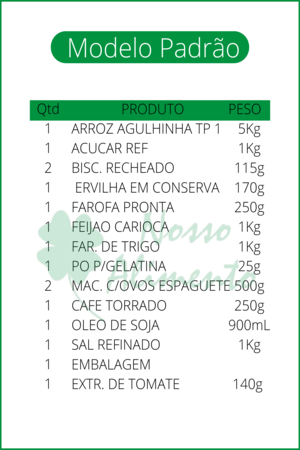 Modelo Padrão
Qtd PRODUTO PESO
1 ARROZ AGULHINHA TP 1 5Kg
1 ACUCAR REF 1Kg
2 BISC. RECHEADO 115g
1 ERVILHA EM CONSERVA 170g
1 FAROFA PRONTA 250g
1 FEIJAO CARIOCA 1Kg
1 FAR. DE TRIGO 1Kg
1 PO P/GELATINA 25g
2 MAC. C/OVOS ESPAGUETE 500g
1 CAFE TORRADO 250g
1 OLEO DE SOJA 900mL
1 SAL REFINADO 1Kg
1 EMBALAGEM
1 EXTR. DE TOMATE 140g
Nosso
Alimento